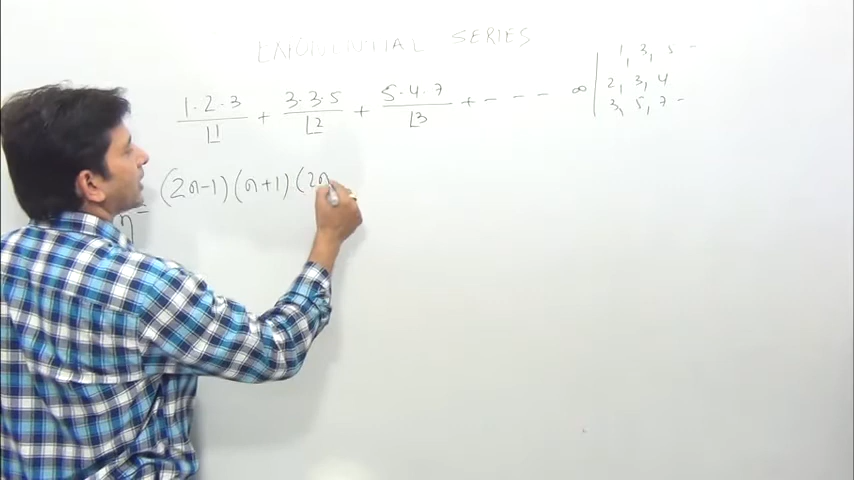 EXPONENTIAL SERIES
1·2·3/∟1 + 3·3·5/∟2 + 5·4·7/∟3 + - - - ∞
1, 3, 5 -
2, 3, 4
3, 5, 7 -
n = (2n-1)(n+1)(2n